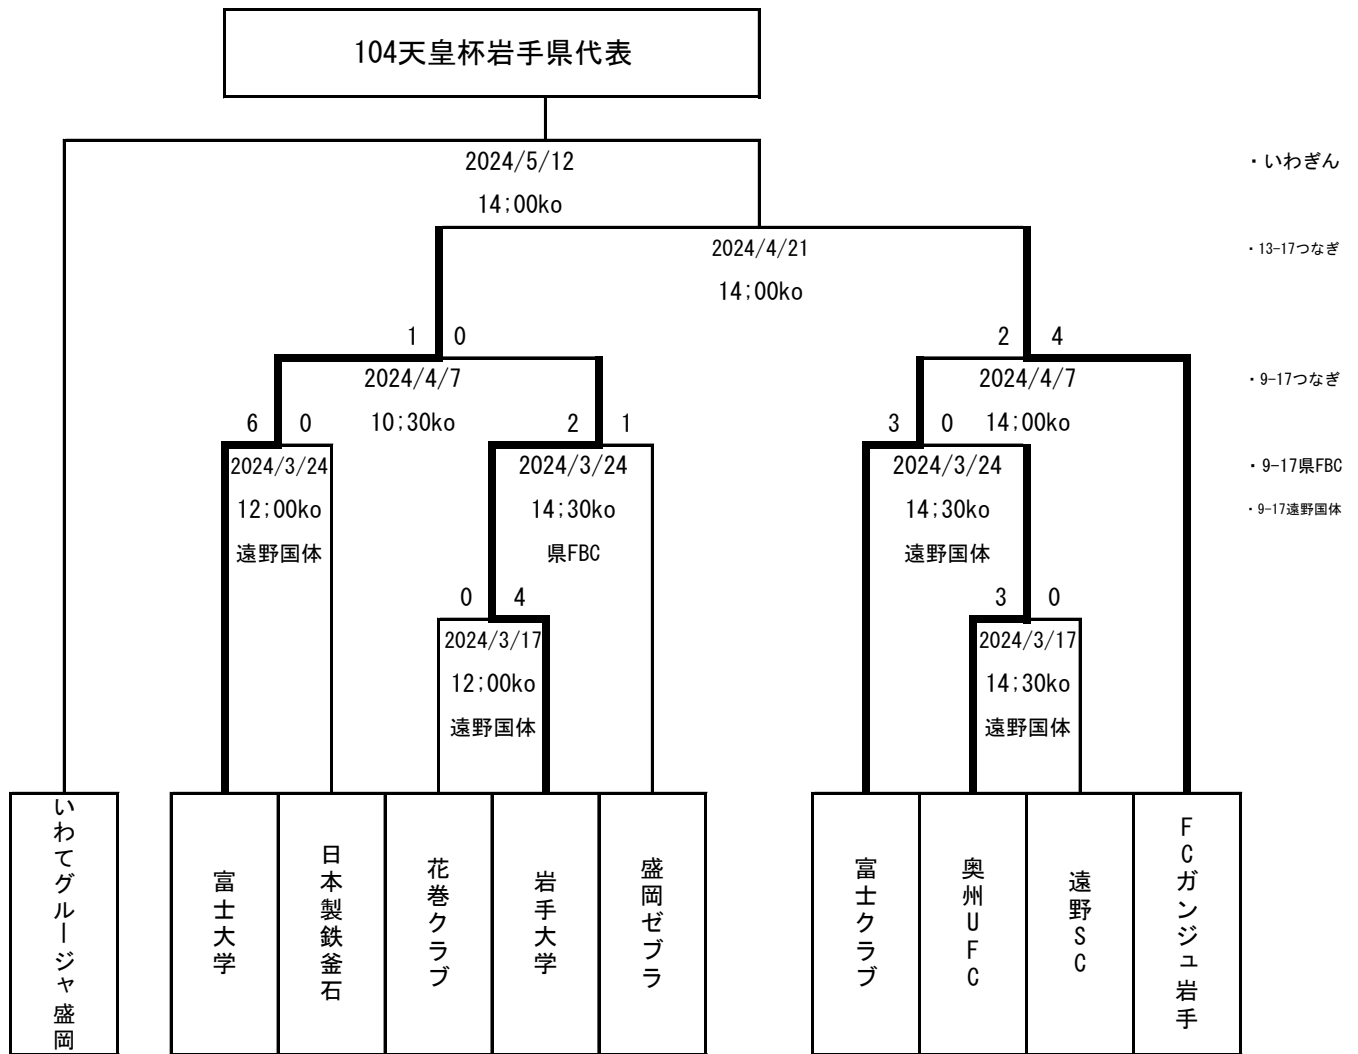 104天皇杯岩手県代表
2024/5/12
・いわぎん
14;00ko
2024/4/21
・13-17つなぎ
14;00ko
1 0
2 4
2024/4/7
2024/4/7
・9-17つなぎ
6 0
10;30ko
2 1
3 0
14;00ko
2024/3/24
2024/3/24
2024/3/24
・9-17県FBC
12;00ko
14;30ko
14;30ko
・9-17遠野国体
遠野国体
県FBC
遠野国体
0 4
3 0
2024/3/17
2024/3/17
12;00ko
14;30ko
遠野国体
遠野国体
いわてグルージャ盛岡
富士大学
日本製鉄釜石
花巻クラブ
岩手大学
盛岡ゼブラ
富士クラブ
奥州UFC
遠野SC
FCガンジュ岩手